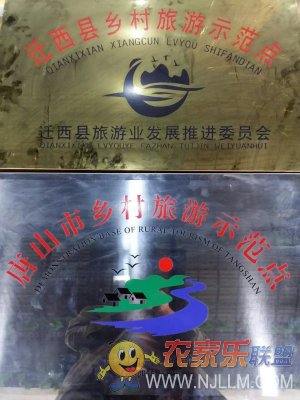 迁西县乡村旅游示范点
QIANXIXIAN XIANGCUN LVYOU SHIFANDIAN
迁西县旅游业发展推进委员会
QIANXIXIAN LVYOUYE FAZHAN TUIJIN WEIYUANHUI
唐山市乡村旅游示范点
DEMONSTRATION BASE OF RURAL TOURISM OF TANGSHAN
农家乐联盟
WWW.NJLLM.COM